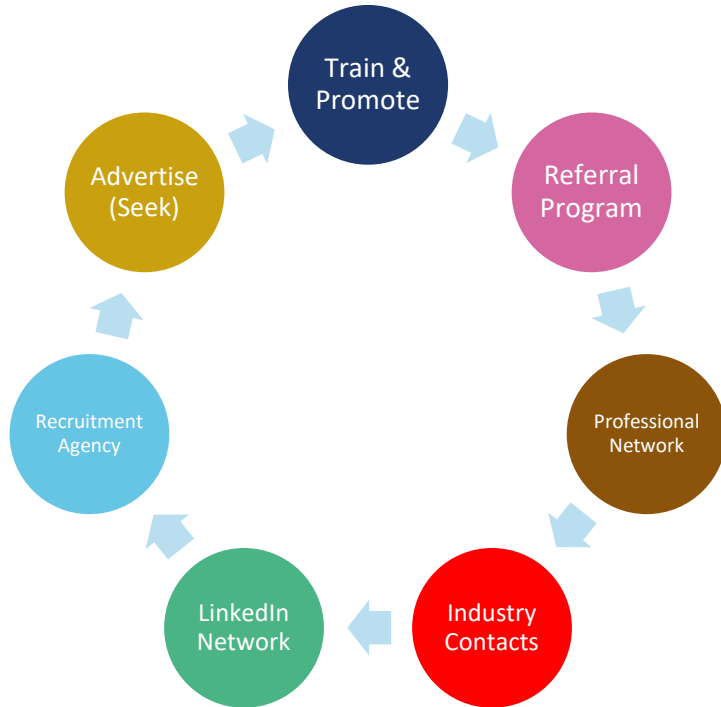 Train &
Promote
Referral
Program
Professional
Network
Industry
Contacts
LinkedIn
Network
Recruitment
Agency
Advertise
(Seek)